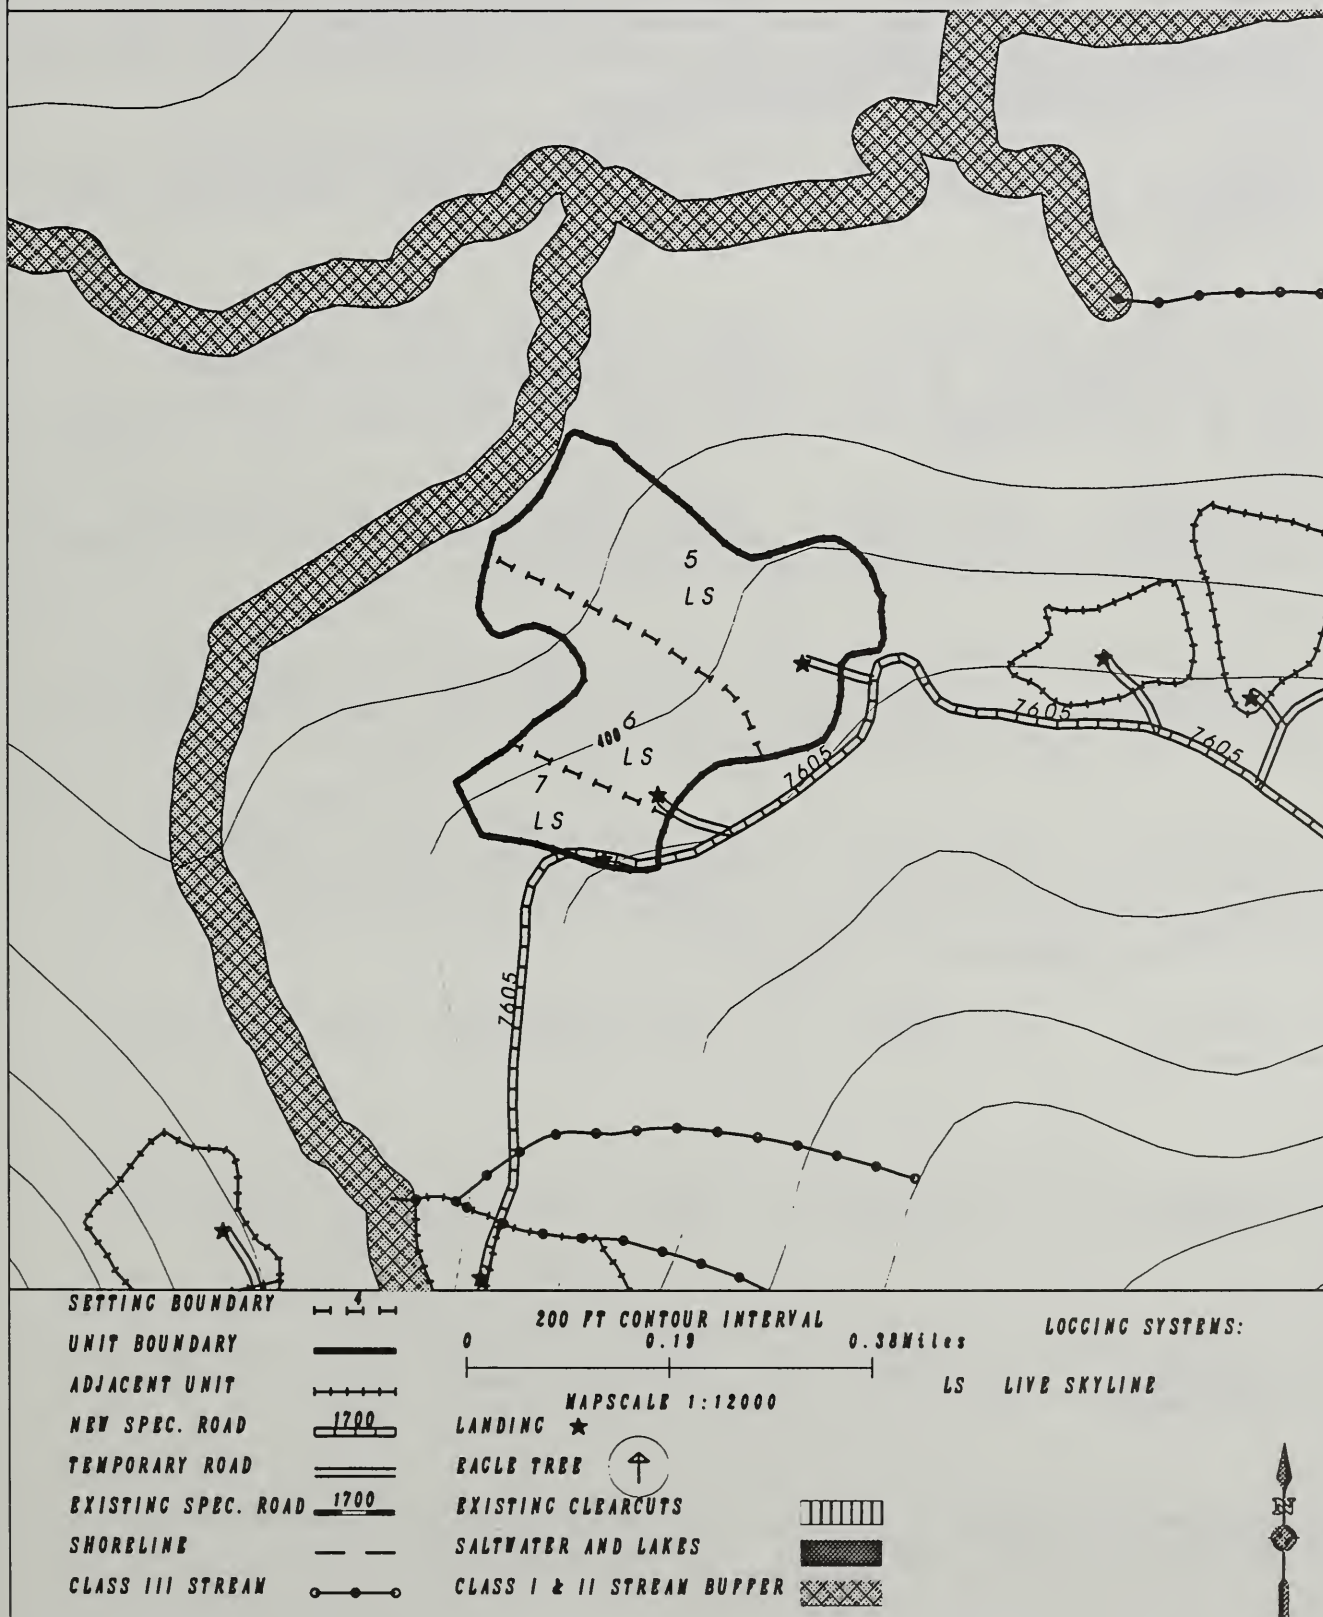 5
LS
6
400
LS
7
LS
7605
7605
7605
7605
SETTING BOUNDARY 4
UNIT BOUNDARY
ADJACENT UNIT
NEW SPEC. ROAD 1700
TEMPORARY ROAD
EXISTING SPEC. ROAD 1700
SHORELINE
CLASS III STREAM
200 FT CONTOUR INTERVAL
0 0.19 0.38Miles
MAPSCALE 1:12000
LANDING
EAGLE TREE
EXISTING CLEARCUTS
SALTWATER AND LAKES
CLASS I & II STREAM BUFFER
LOGGING SYSTEMS:
LS LIVE SKYLINE
N